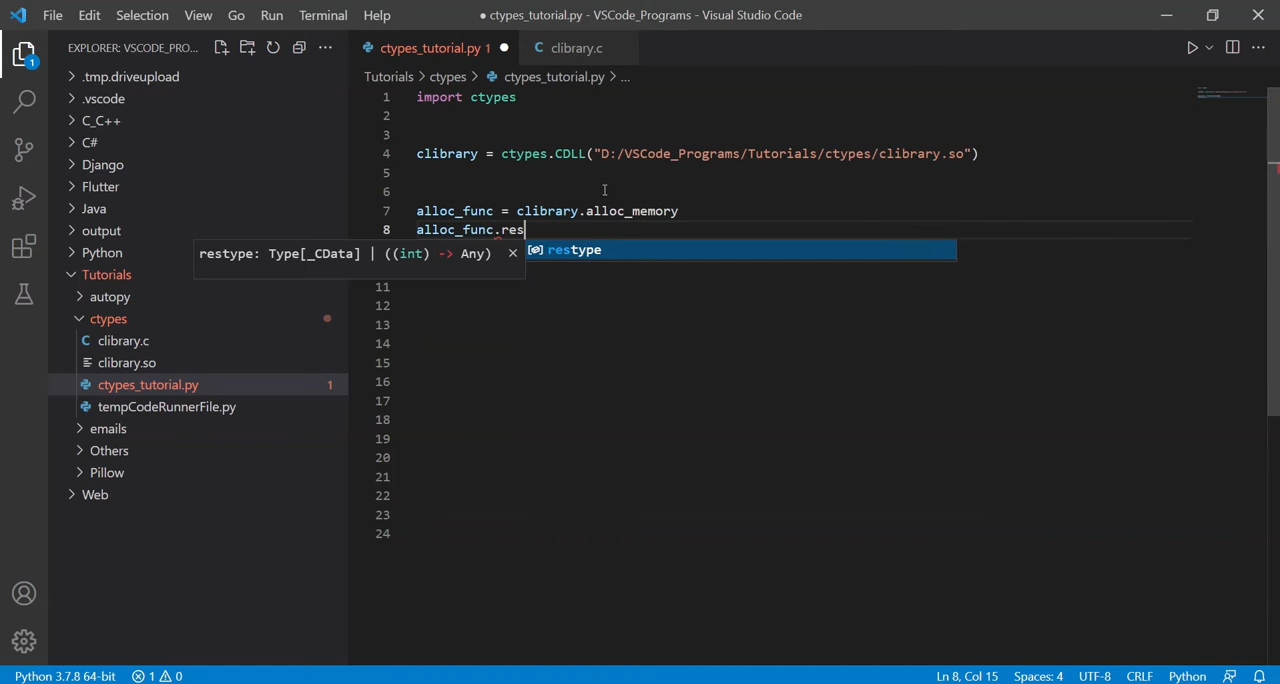 File Edit Selection View Go Run Terminal Help
● ctypes_tutorial.py - VSCode_Programs - Visual Studio Code
EXPLORER: VSCODE_PRO...
.tmp.driveupload
.vscode
C_C++
C#
Django
Flutter
Java
output
Python
Tutorials
autopy
ctypes
C clibrary.c
clibrary.so
ctypes_tutorial.py 1
tempCodeRunnerFile.py
emails
Others
Pillow
Web
1
ctypes_tutorial.py 1 ●
C clibrary.c
Tutorials > ctypes > ctypes_tutorial.py > ...
1 import ctypes
2
3
4 clibrary = ctypes.CDLL("D:/VSCode_Programs/Tutorials/ctypes/clibrary.so")
5
6
7 alloc_func = clibrary.alloc_memory
8 alloc_func.res
restype: Type[_CData] | ((int) -> Any)
restype
11
12
13
14
15
16
17
18
19
20
21
22
23
24
Python 3.7.8 64-bit 1 0
Ln 8, Col 15 Spaces: 4 UTF-8 CRLF Python